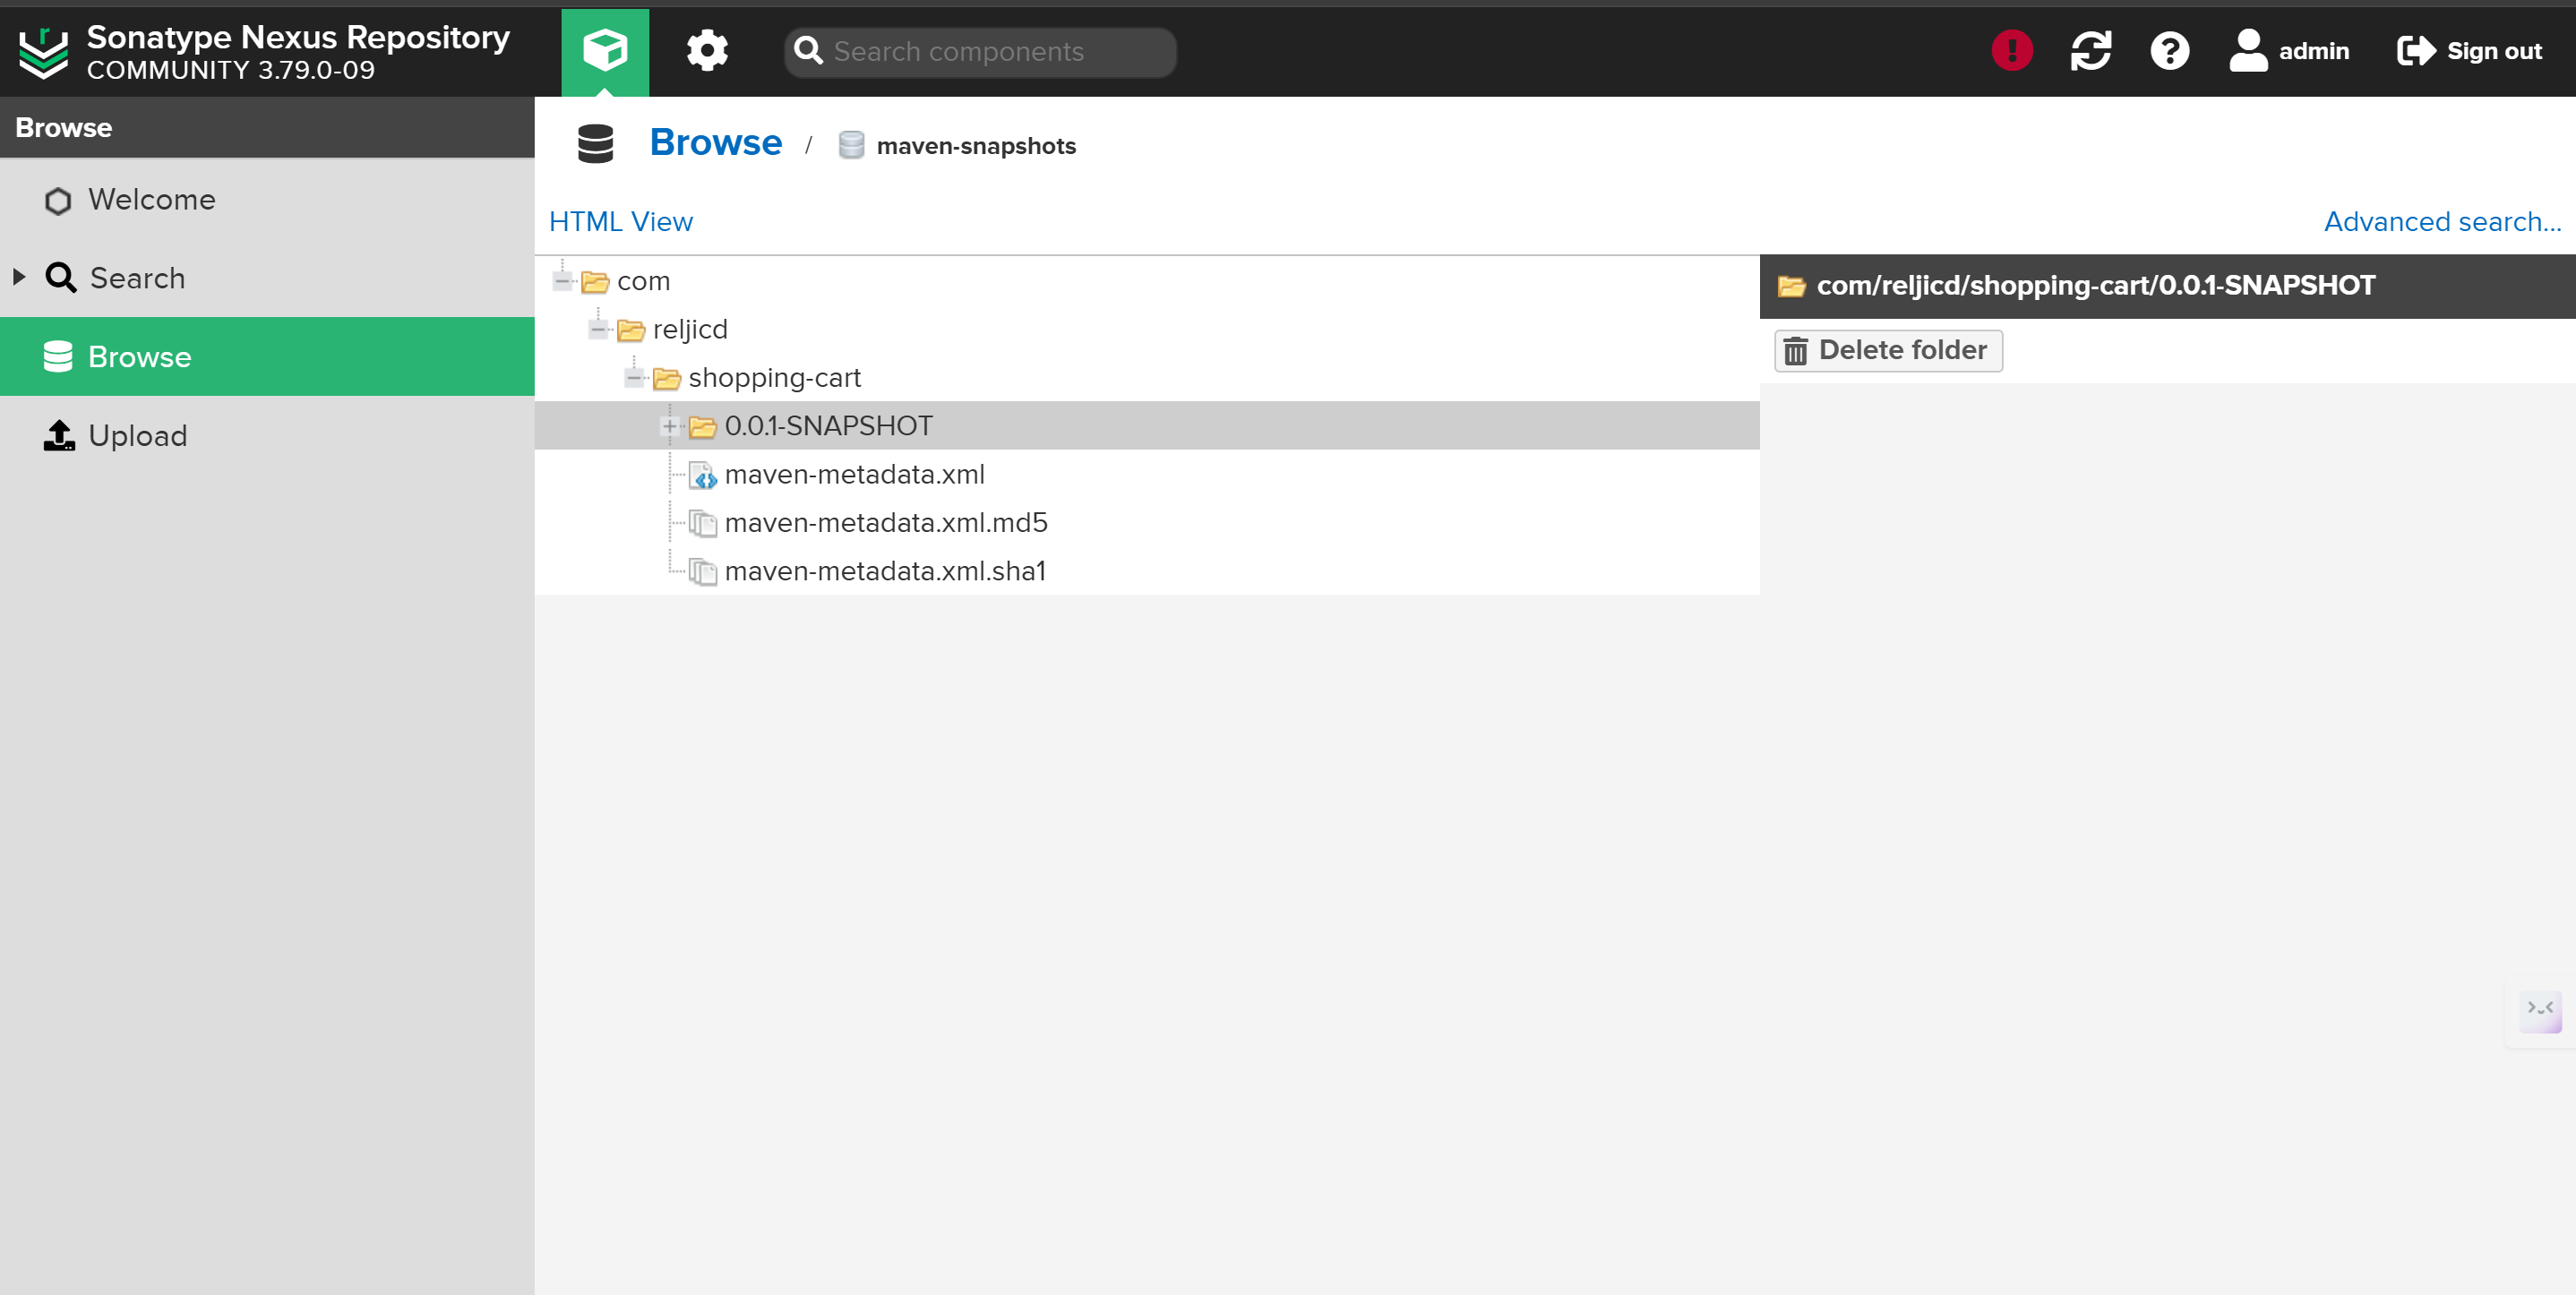 Sonatype Nexus Repository
COMMUNITY 3.79.0-09
Search components
admin
Sign out
Browse
Welcome
Search
Browse
Upload
Browse / maven-snapshots
HTML View
Advanced search...
com
reljicd
shopping-cart
0.0.1-SNAPSHOT
maven-metadata.xml
maven-metadata.xml.md5
maven-metadata.xml.sha1
com/reljicd/shopping-cart/0.0.1-SNAPSHOT
Delete folder